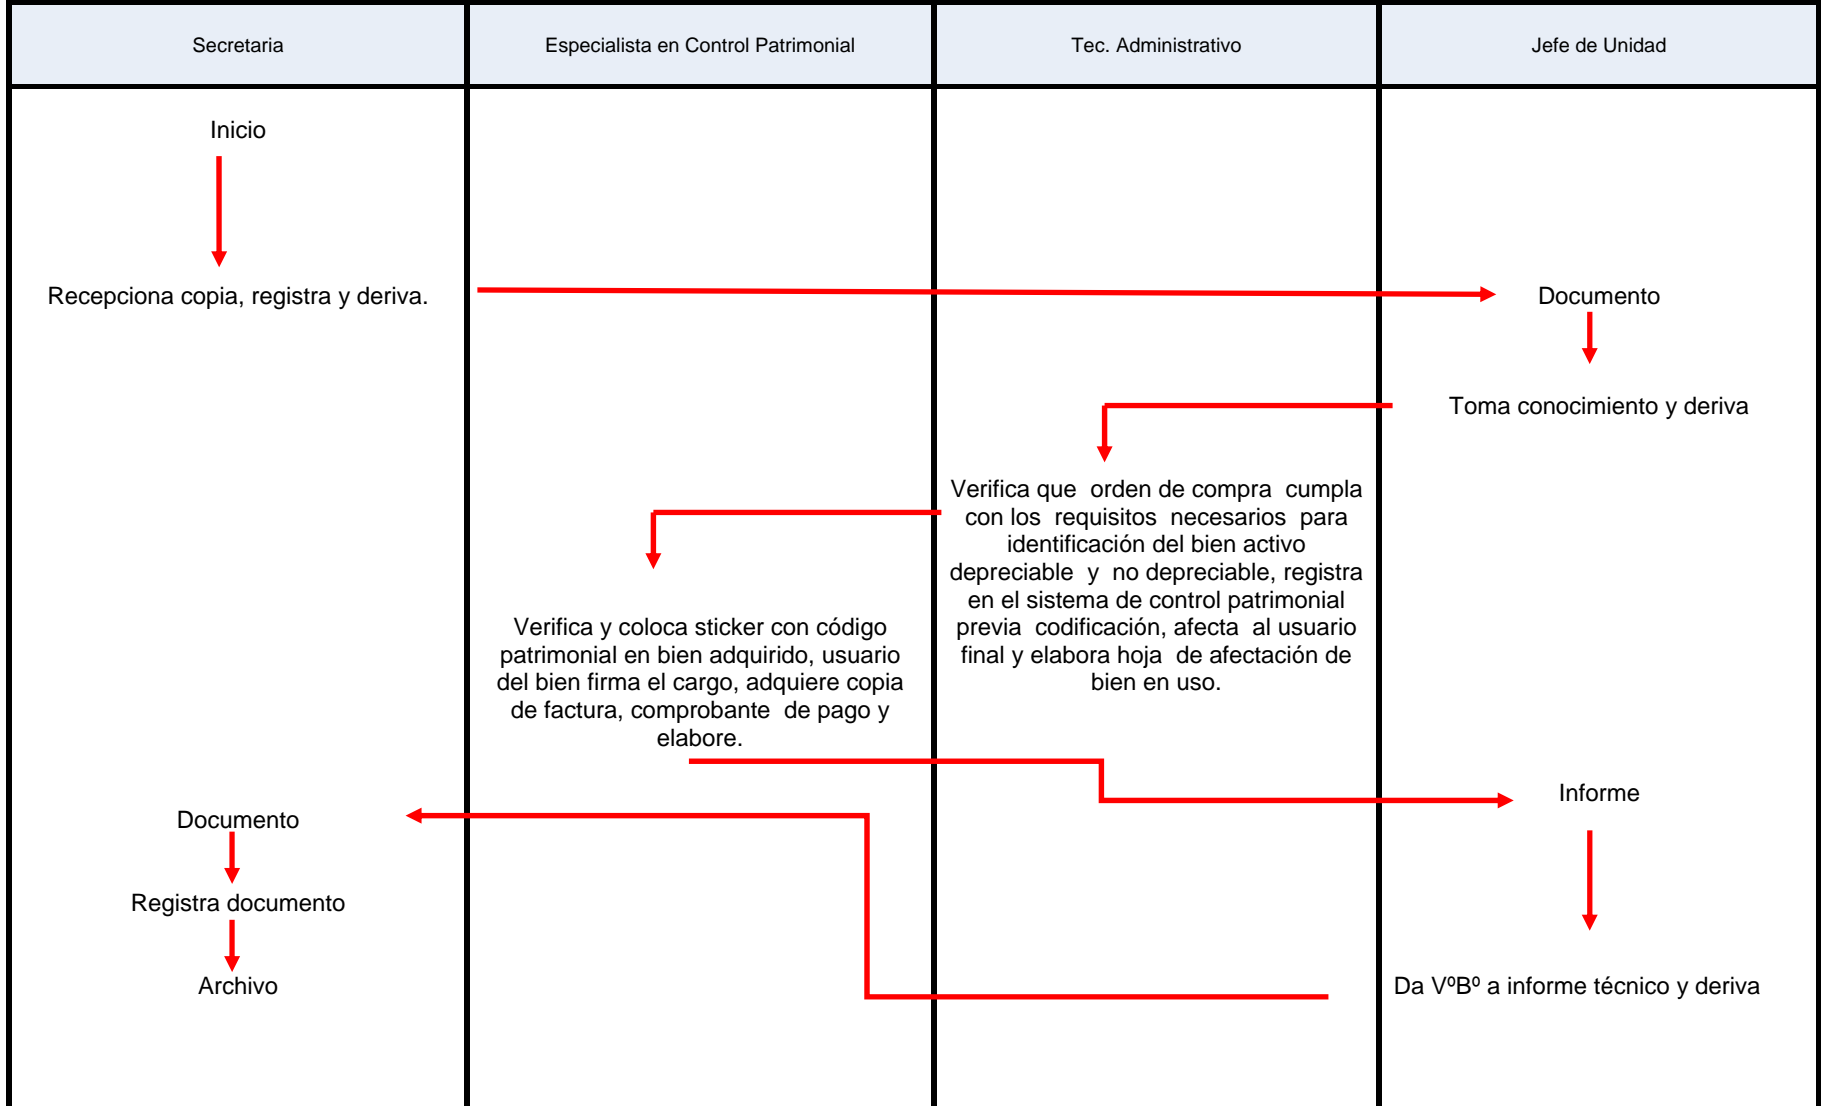 Secretaria
Especialista en Control Patrimonial
Tec. Administrativo
Jefe de Unidad
Inicio
Recepciona copia, registra y deriva.
Documento
Toma conocimiento y deriva
Verifica que orden de compra cumpla
con los requisitos necesarios para
identificación del bien activo
depreciable y no depreciable, registra
en el sistema de control patrimonial
previa codificación, afecta al usuario
final y elabora hoja de afectación de
bien en uso.
Verifica y coloca sticker con código
patrimonial en bien adquirido, usuario
del bien firma el cargo, adquiere copia
de factura, comprobante de pago y
elabore.
Informe
Da VºBº a informe técnico y deriva
Documento
Registra documento
Archivo